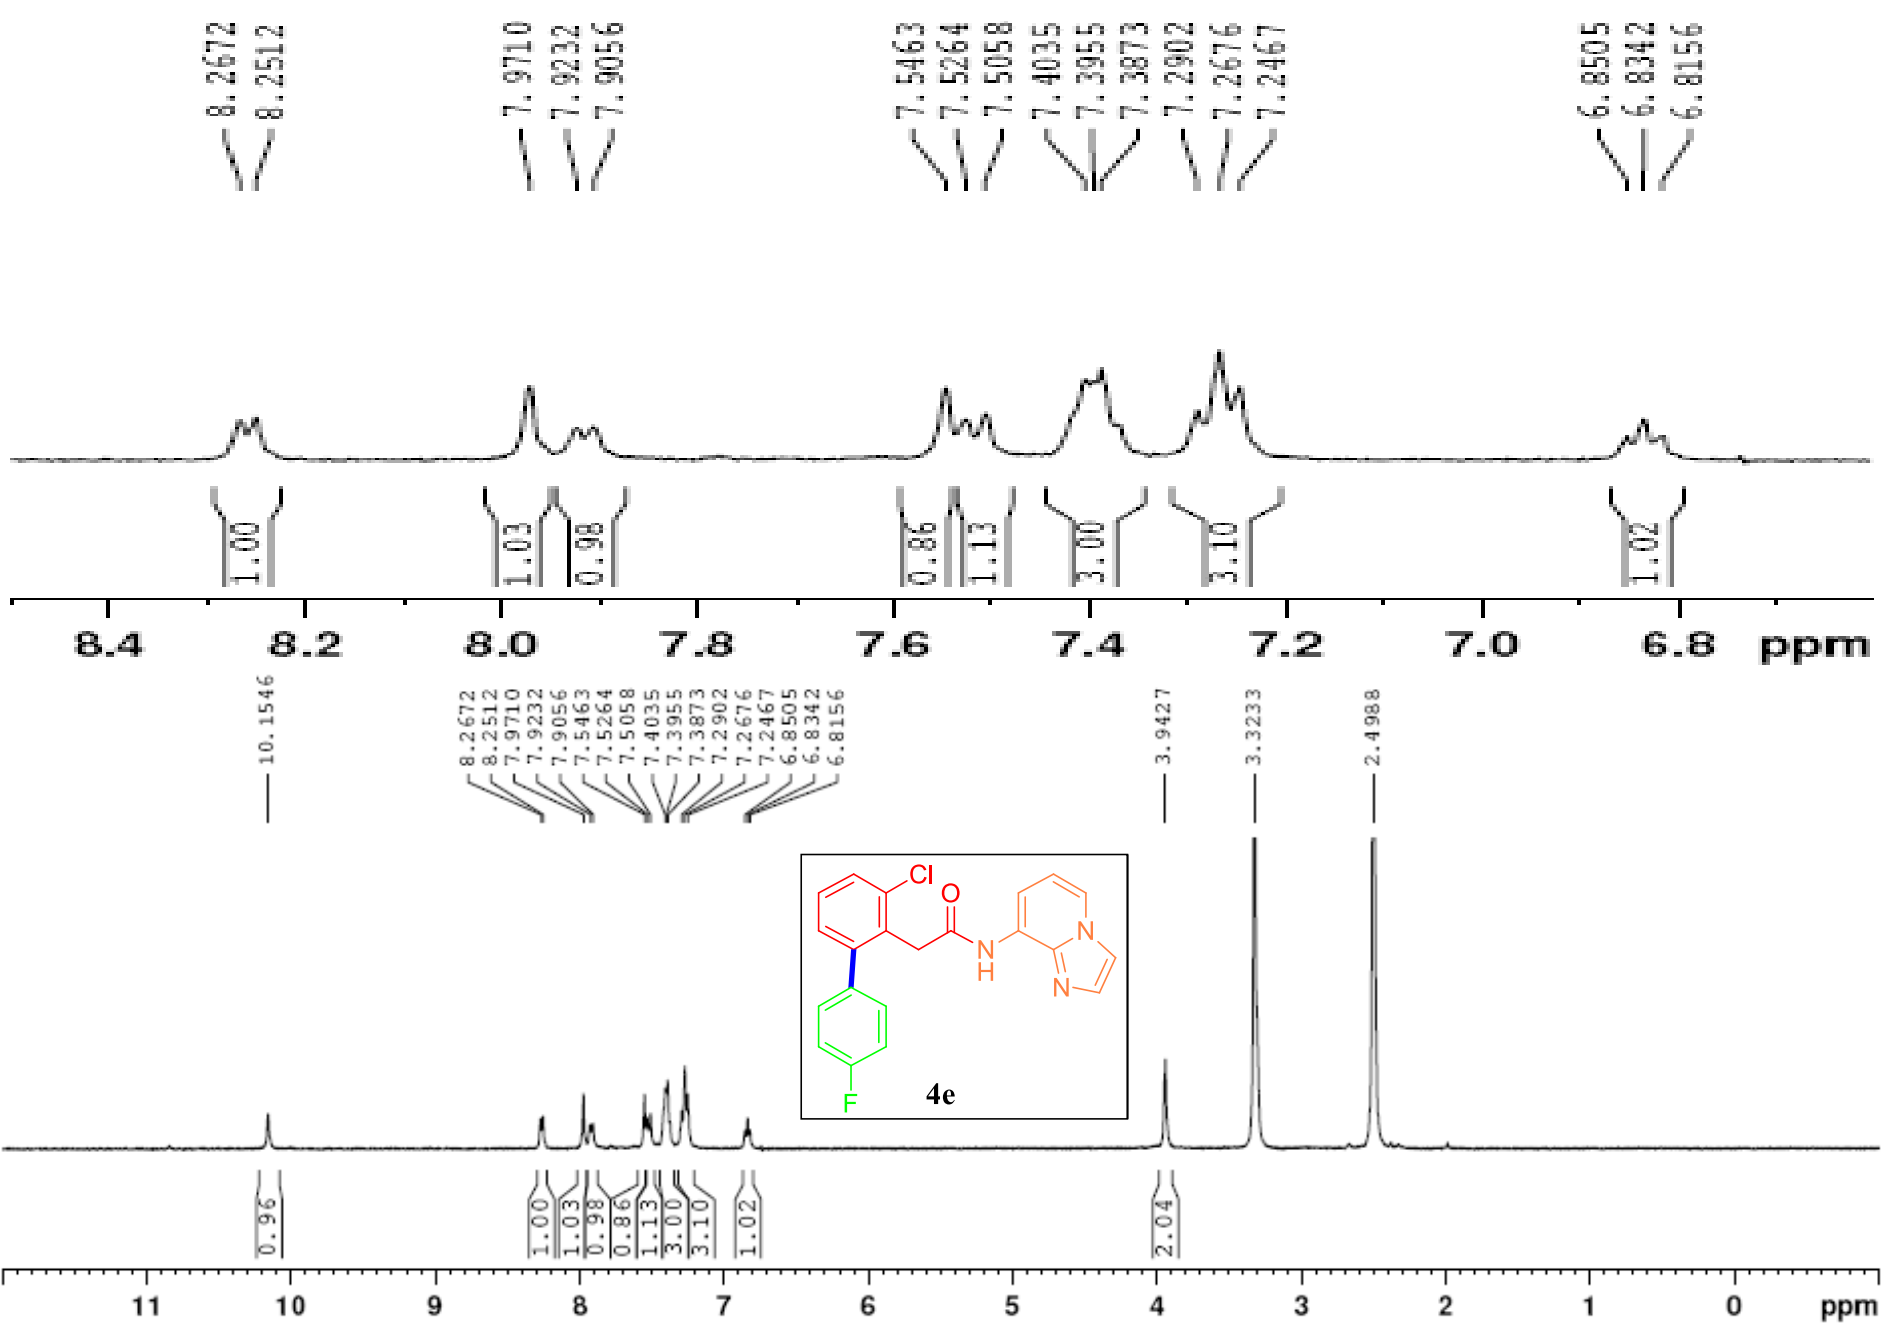 8.2672 8.2512 7.9710 7.9232 7.9056 7.5463 7.5264 7.5058 7.4035 7.3955 7.3873 7.2902 7.2676 7.2467 6.8505 6.8342 6.8156
1.00 1.03 0.98 0.86 1.13 3.00 3.10 1.02
8.4 8.2 8.0 7.8 7.6 7.4 7.2 7.0 6.8 ppm
10.1546 8.2672 8.2512 7.9710 7.9232 7.9056 7.5463 7.5264 7.5058 7.4035 7.3955 7.3873 7.2902 7.2676 7.2467 6.8505 6.8342 6.8156 3.9427 3.3233 2.4988
Cl
O
N
H
N
N
F
4e
0.96 1.00 1.03 0.98 0.86 1.13 3.00 3.10 1.02 2.04
11 10 9 8 7 6 5 4 3 2 1 0 ppm